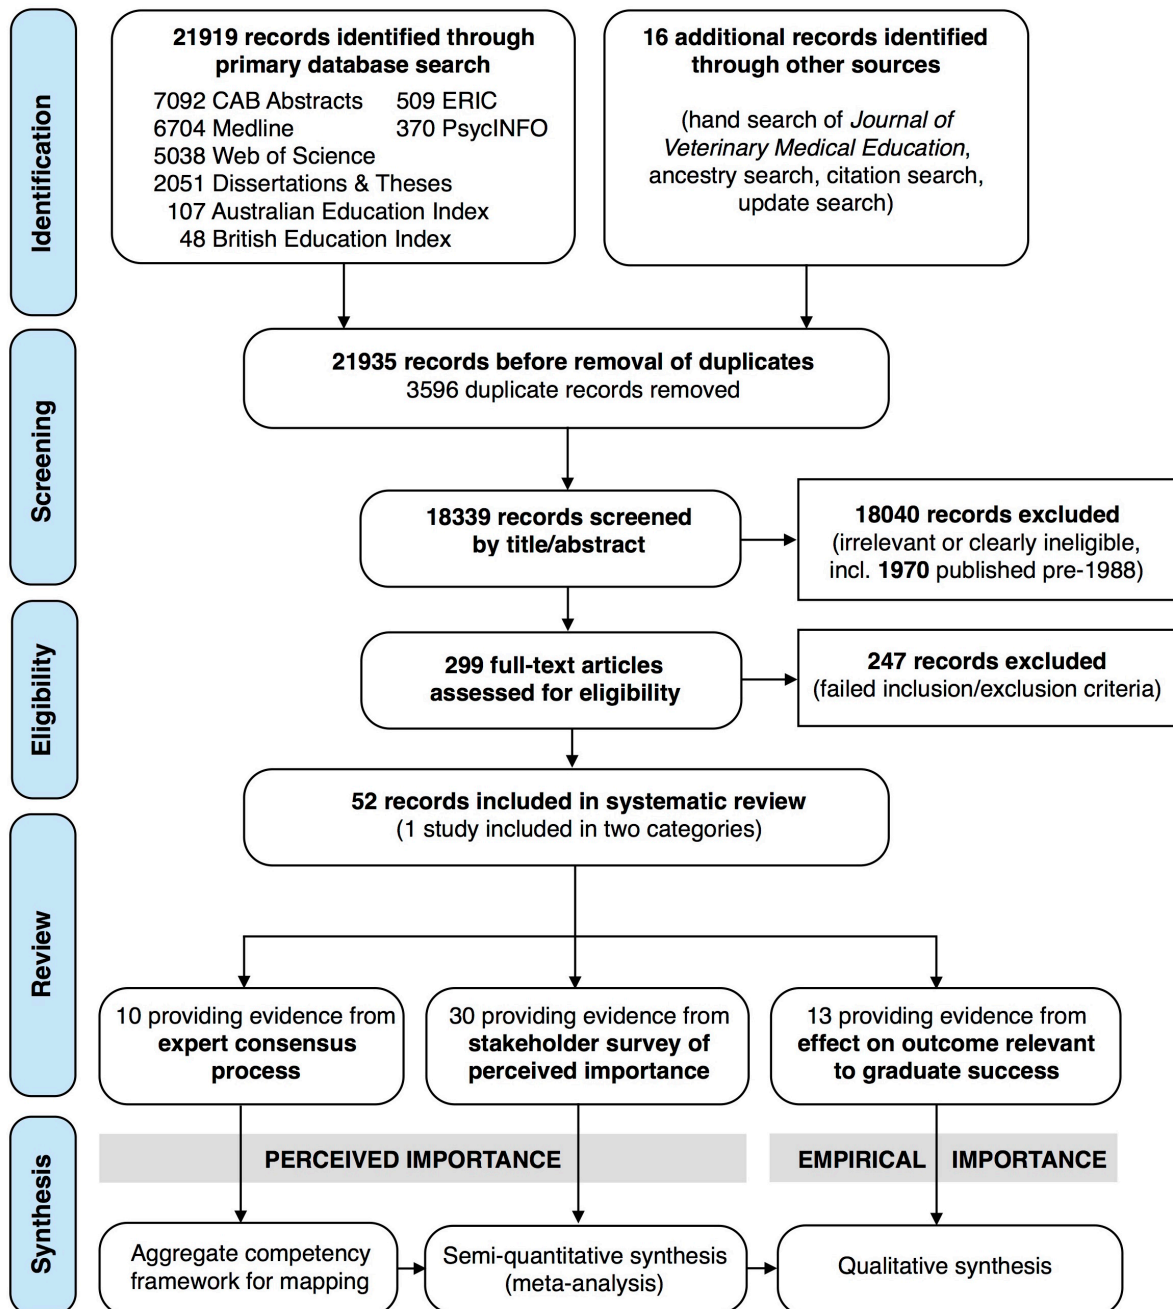 Identification
21919 records identified through
primary database search
7092 CAB Abstracts 509 ERIC
6704 Medline 370 PsycINFO
5038 Web of Science
2051 Dissertations & Theses
107 Australian Education Index
48 British Education Index
16 additional records identified
through other sources
(hand search of Journal of
Veterinary Medical Education,
ancestry search, citation search,
update search)
Screening
21935 records before removal of duplicates
3596 duplicate records removed
18339 records screened
by title/abstract
18040 records excluded
(irrelevant or clearly ineligible,
incl. 1970 published pre-1988)
Eligibility
299 full-text articles
assessed for eligibility
247 records excluded
(failed inclusion/exclusion criteria)
Review
52 records included in systematic review
(1 study included in two categories)
10 providing evidence from
expert consensus
process
30 providing evidence from
stakeholder survey of
perceived importance
13 providing evidence from
effect on outcome relevant
to graduate success
Synthesis
PERCEIVED IMPORTANCE
EMPIRICAL IMPORTANCE
Aggregate competency
framework for mapping
Semi-quantitative synthesis
(meta-analysis)
Qualitative synthesis